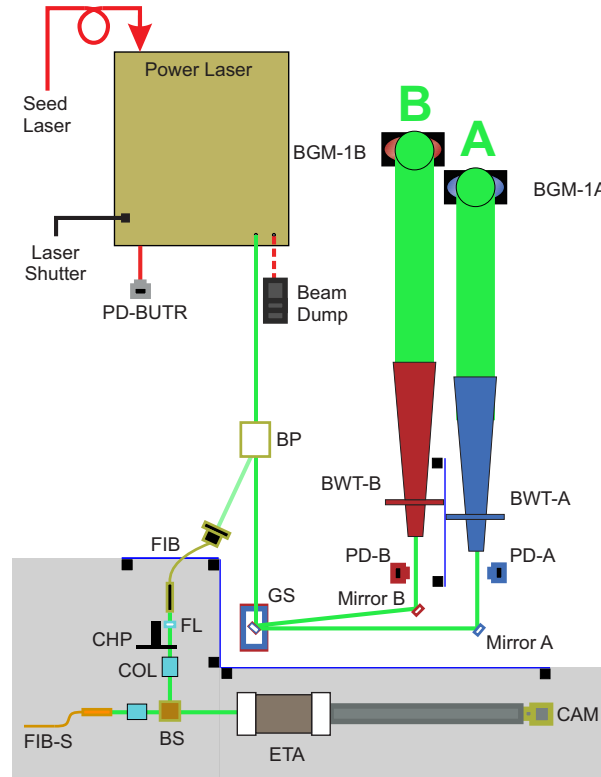 Power Laser
Seed
Laser
B
A
BGM-1B
BGM-1A
Laser
Shutter
PD-BUTR
Beam
Dump
BP
BWT-B
BWT-A
FIB
PD-B
PD-A
GS
Mirror B
FL
CHP
Mirror A
COL
FIB-S
BS
ETA
CAM